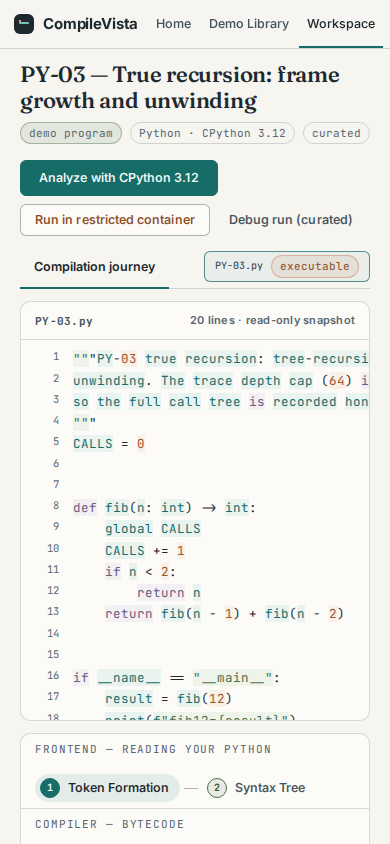 CompileVista Home Demo Library Workspace
PY-03 — True recursion: frame
growth and unwinding
demo program Python · CPython 3.12 curated
Analyze with CPython 3.12
Run in restricted container Debug run (curated)
Compilation journey PY-03.py executable
PY-03.py 20 lines · read-only snapshot
1 """PY-03 true recursion: tree-recursi
2 unwinding. The trace depth cap (64) i
3 so the full call tree is recorded hon
4 """
5 CALLS = 0
6
7
8 def fib(n: int) -> int:
9 global CALLS
10 CALLS += 1
11 if n < 2:
12 return n
13 return fib(n - 1) + fib(n - 2)
14
15
16 if __name__ == "__main__":
17 result = fib(12)
18 print(f"fib12={result}")
FRONTEND — READING YOUR PYTHON
1 Token Formation — 2 Syntax Tree
COMPILER — BYTECODE